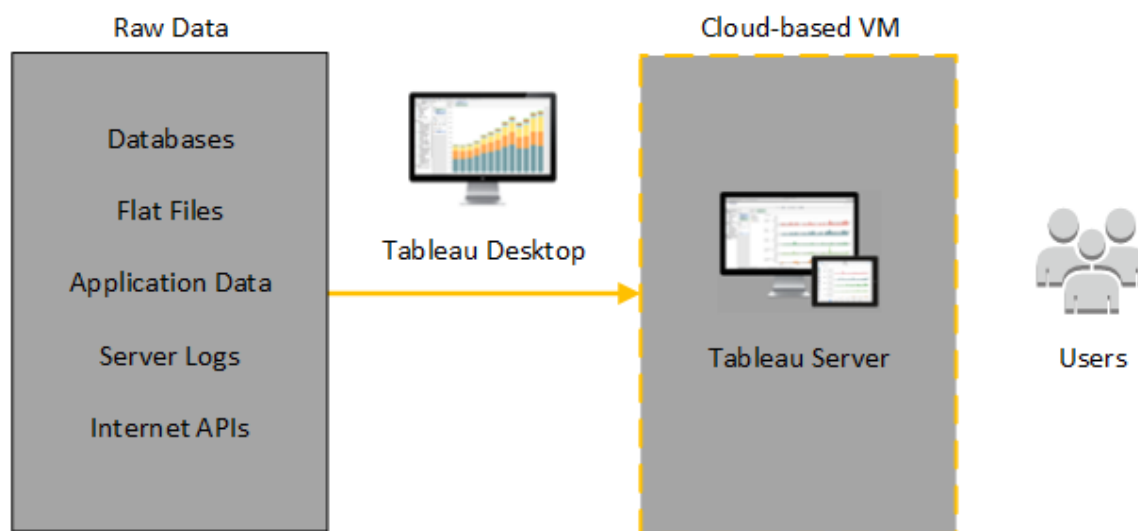 Raw Data
Databases
Flat Files
Application Data
Server Logs
Internet APIs
Tableau Desktop
Cloud-based VM
Tableau Server
Users